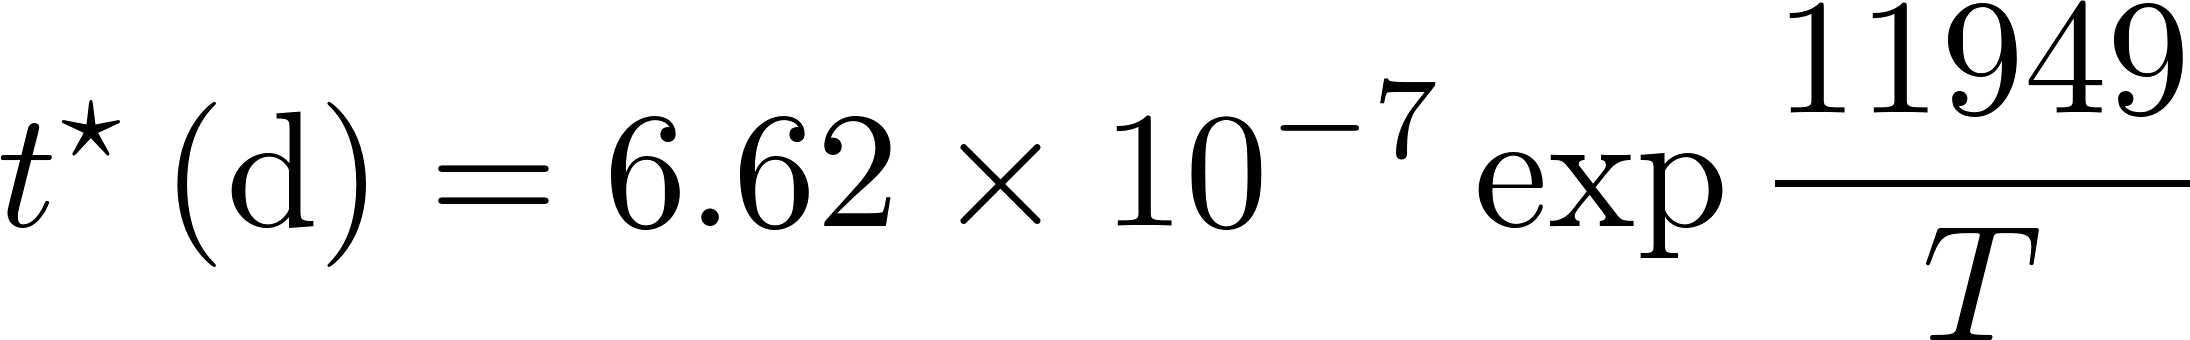 t⋆ (d) = 6.62 × 10⁻⁷ exp 11949/T